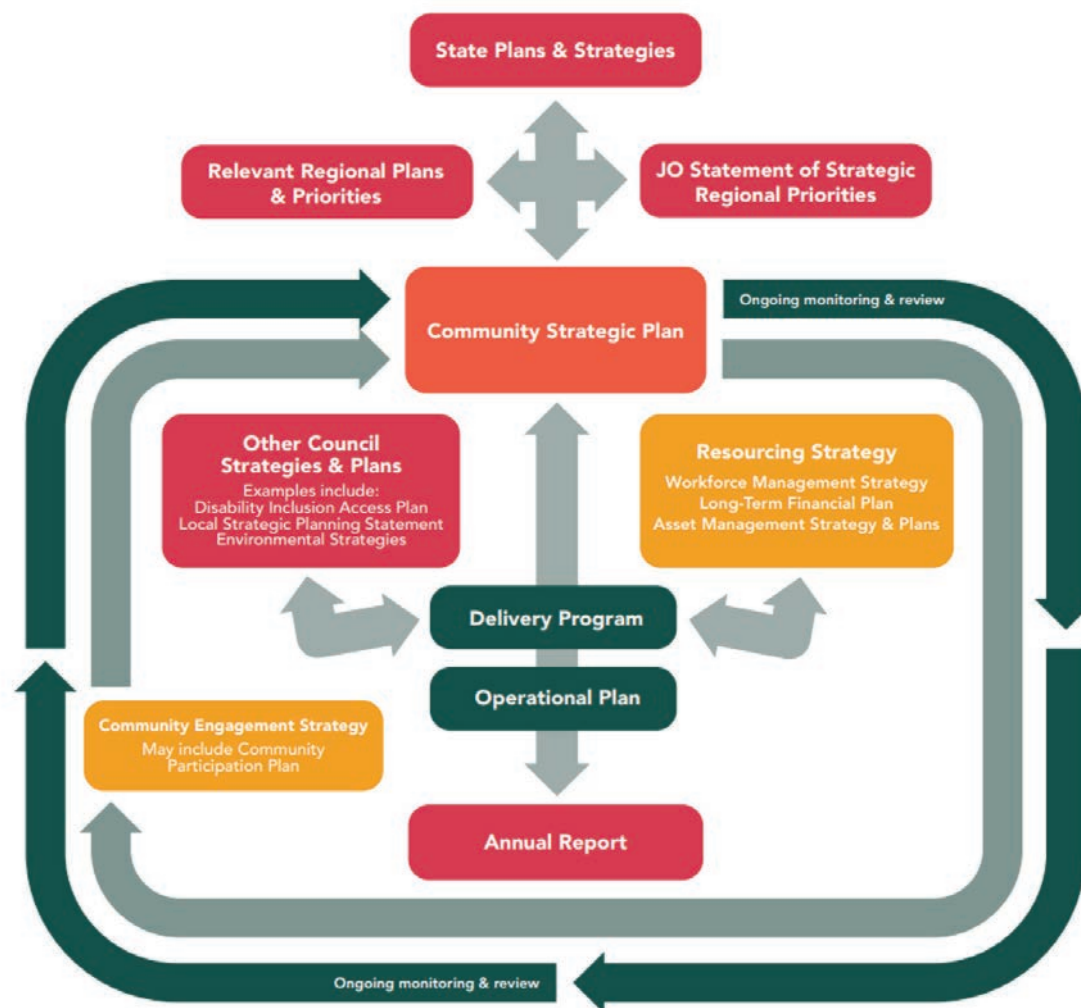 State Plans & Strategies
Relevant Regional Plans
& Priorities
JO Statement of Strategic
Regional Priorities
Community Strategic Plan
Ongoing monitoring & review
Other Council
Strategies & Plans
Examples include:
Disability Inclusion Access Plan
Local Strategic Planning Statement
Environmental Strategies
Resourcing Strategy
Workforce Management Strategy
Long-Term Financial Plan
Asset Management Strategy & Plans
Delivery Program
Operational Plan
Community Engagement Strategy
May include Community
Participation Plan
Annual Report
Ongoing monitoring & review